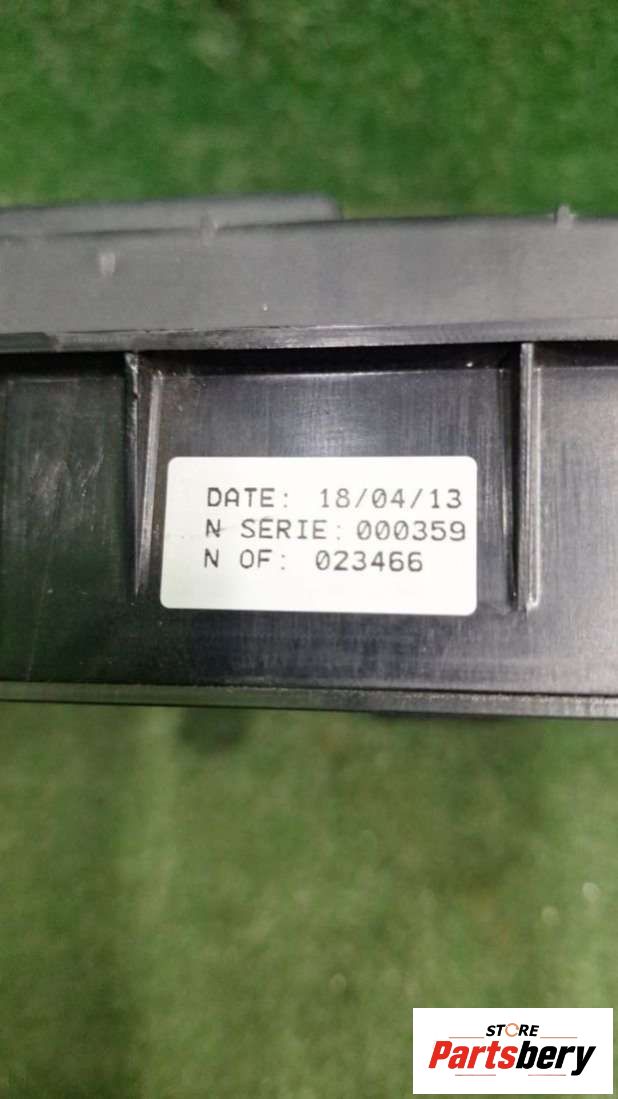 DATE: 18/04/13
N SERIE: 000359
N OF: 023466
STORE
Partsbery